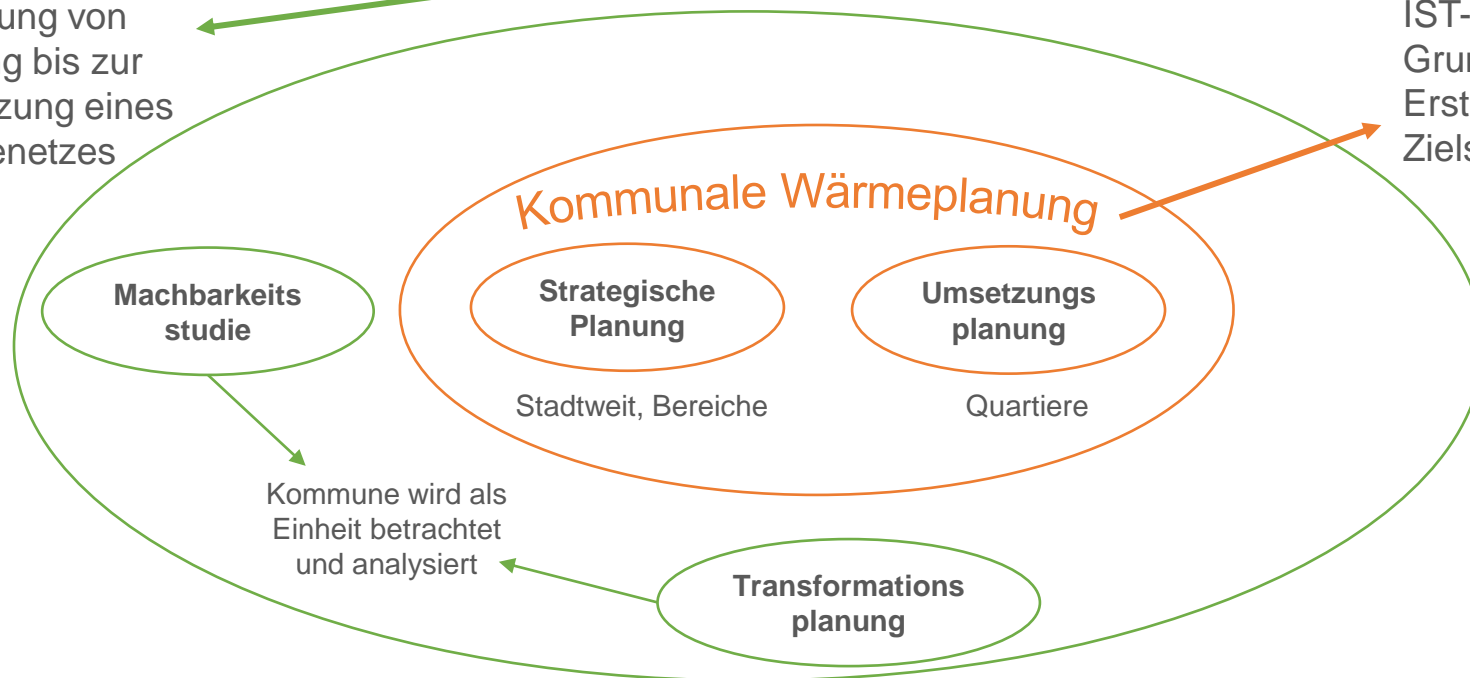 ung von
g bis zur
zung eines
enetzes
IST-
Grun
Erst
Ziels
Kommunale Wärmeplanung
Machbarkeits
studie
Strategische
Planung
Umsetzungs
planung
Stadtweit, Bereiche
Quartiere
Kommune wird als
Einheit betrachtet
und analysiert
Transformations
planung